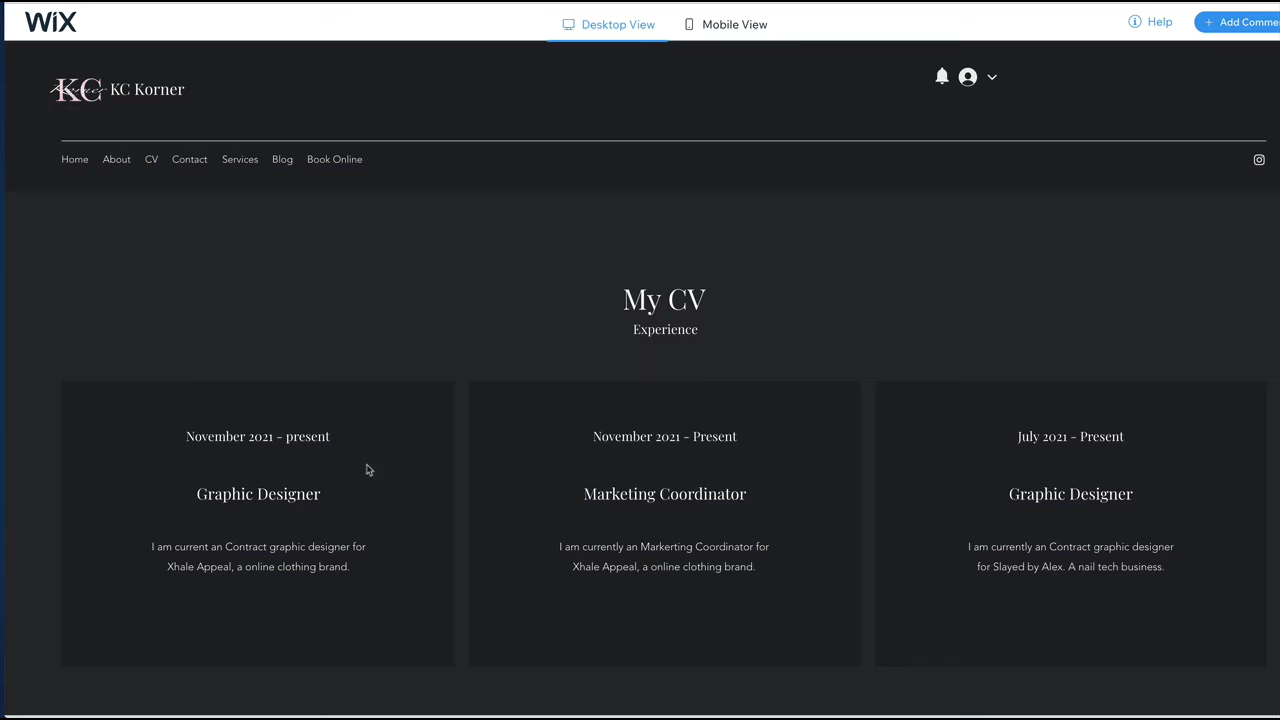 WiX
Desktop View
Mobile View
Help
KC KC Korner
Home About CV Contact Services Blog Book Online
My CV
Experience
November 2021 - present
Graphic Designer
I am current an Contract graphic designer for
Xhale Appeal, a online clothing brand.
November 2021 - Present
Marketing Coordinator
I am currently an Markerting Coordinator for
Xhale Appeal, a online clothing brand.
July 2021 - Present
Graphic Designer
I am currently an Contract graphic designer
for Slayed by Alex. A nail tech business.
+ Add